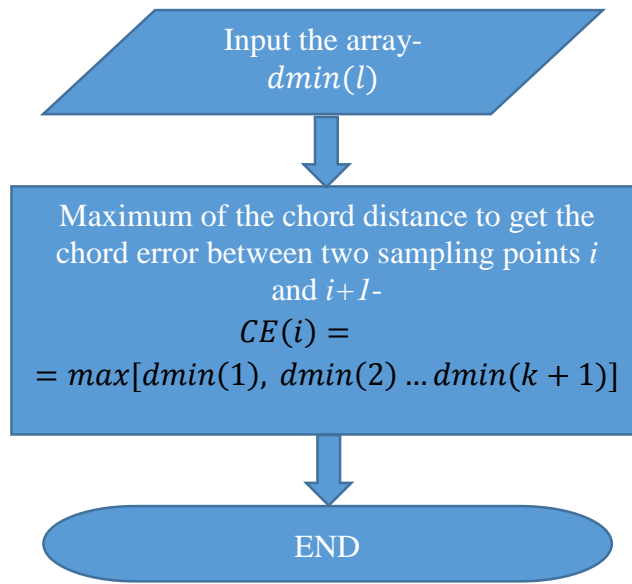 Input the array-
dmin(l)
Maximum of the chord distance to get the
chord error between two sampling points i
and i+1-
CE(i) =
= max[dmin(1), dmin(2) … dmin(k + 1)]
END